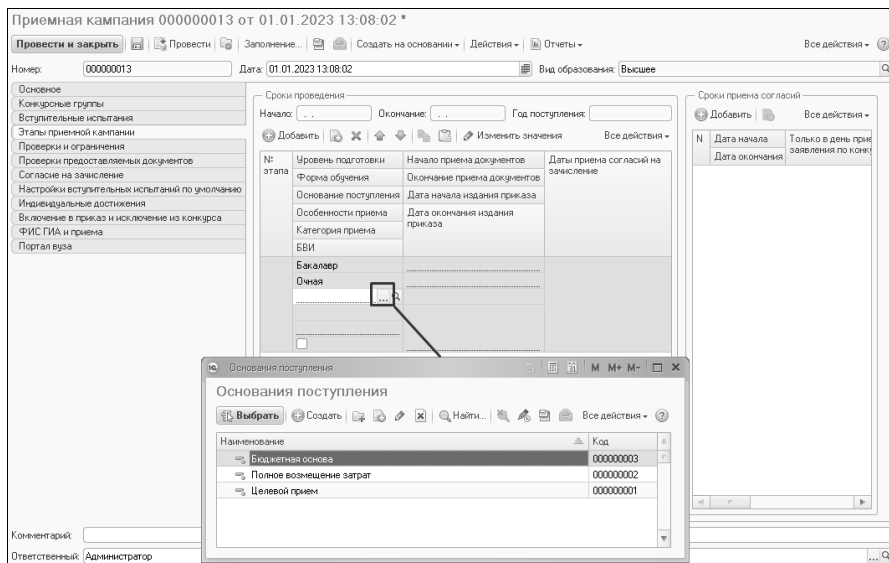 Приемная кампания 000000013 от 01.01.2023 13:08:02 *
Провести и закрыть Провести Заполнение... Создать на основании Действия Отчеты Все действия
Номер: 000000013 Дата: 01.01.2023 13:08:02 Вид образования: Высшее
Основное
Конкурсные группы
Вступительные испытания
Этапы приемной кампании
Проверки и ограничения
Проверки предоставляемых документов
Согласие на зачисление
Настройки вступительных испытаний по умолчанию
Индивидуальные достижения
Включение в приказ и исключение из конкурса
ФИС ГИА и приема
Портал вуза
Сроки проведения
Начало: . . Окончание: . . Год поступления:
Добавить Изменить значения Все действия
N: этапа
Уровень подготовки
Форма обучения
Основание поступления
Особенности приема
Категория приема
БВИ
Начало приема документов
Окончание приема документов
Дата начала издания приказа
Дата окончания издания
приказа
Даты приема согласий на
зачисление
Бакалавр
Очная
...
Сроки приема согласий
Добавить Все действия
N Дата начала Только в день прие
Дата окончания заявления по конку
Основания поступления M M+ M-
Основания поступления
Выбрать Создать Найти... Все действия
Наименование Код
Бюджетная основа 000000003
Полное возмещение затрат 000000002
Целевой прием 000000001
Комментарий:
Ответственный: Администратор ...